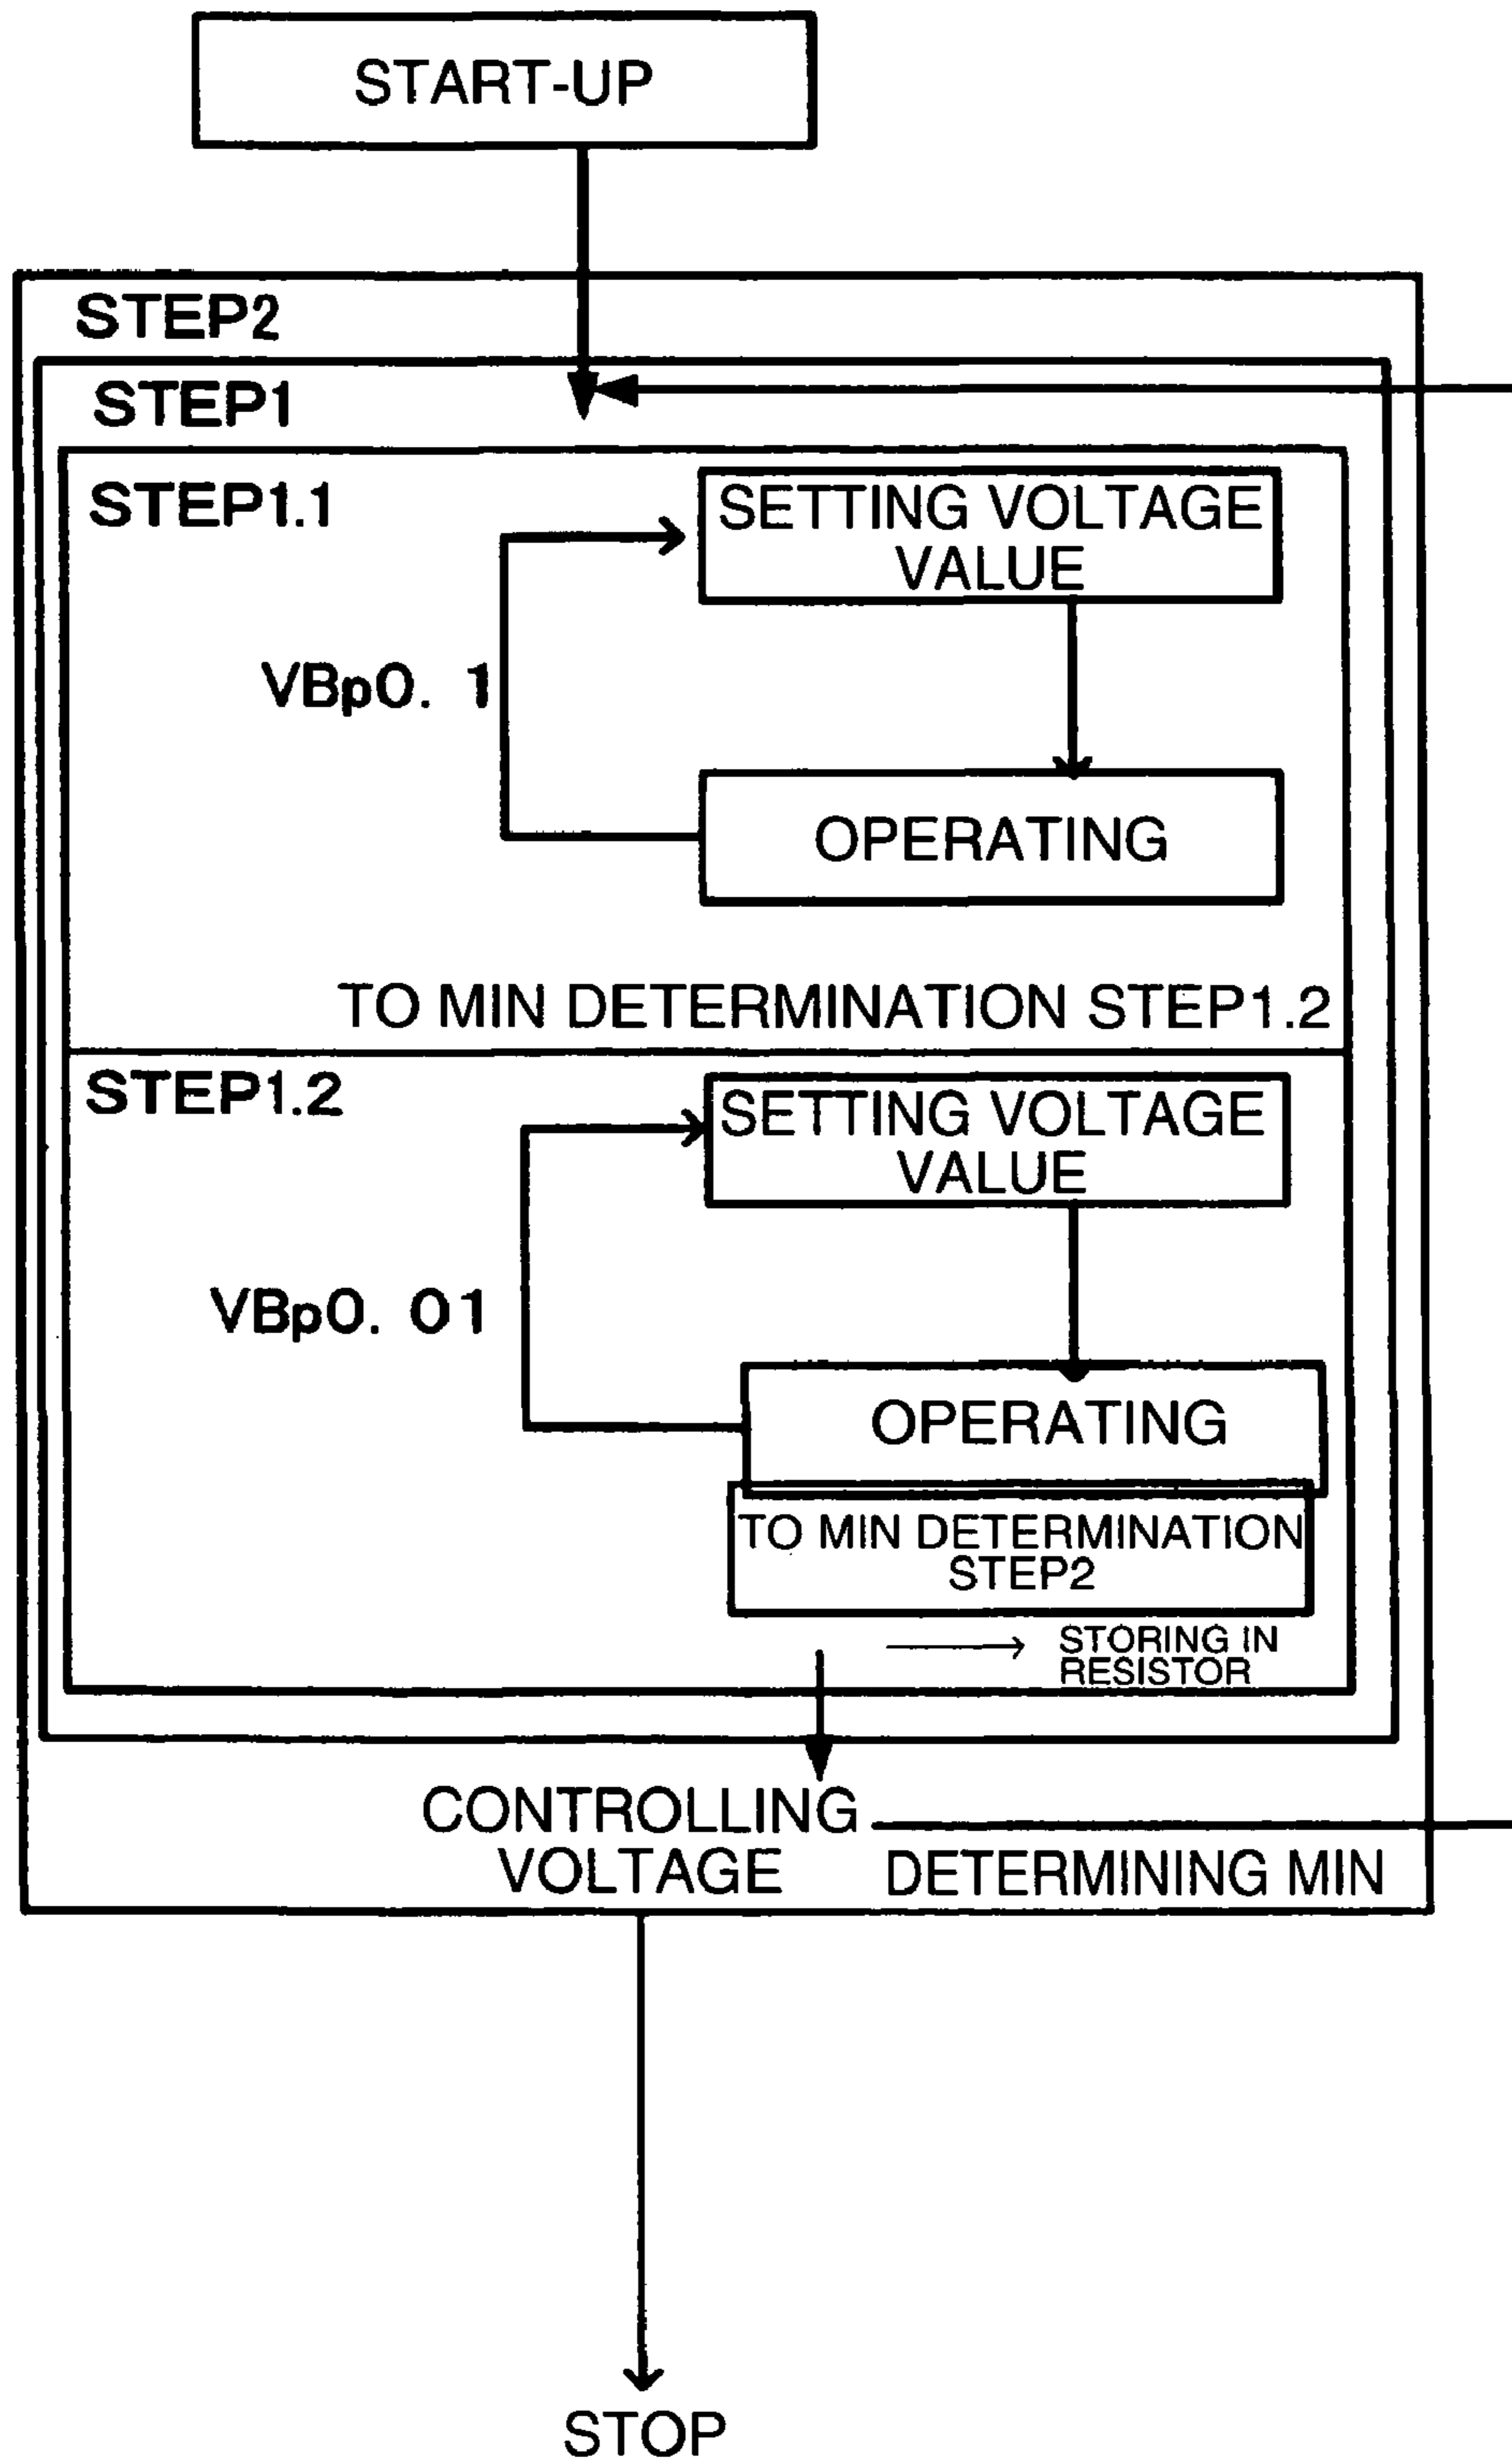 START-UP
STEP2
STEP1
STEP1.1
SETTING VOLTAGE
VALUE
VBp0. 1
OPERATING
TO MIN DETERMINATION STEP1.2
STEP1.2
SETTING VOLTAGE
VALUE
VBp0. 01
OPERATING
TO MIN DETERMINATION
STEP2
STORING IN
RESISTOR
CONTROLLING
VOLTAGE
DETERMINING MIN
STOP